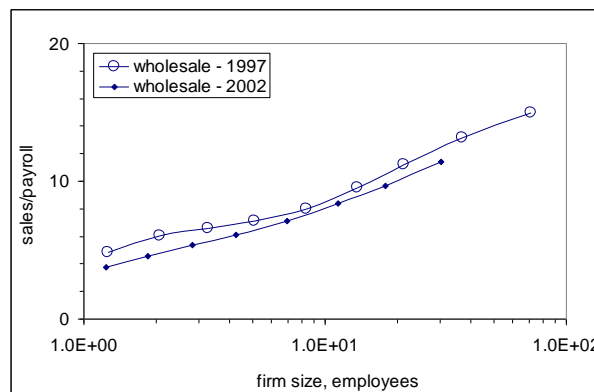 20
wholesale - 1997
wholesale - 2002
sales/payroll
10
0
1.0E+00 1.0E+01 1.0E+02
firm size, employees